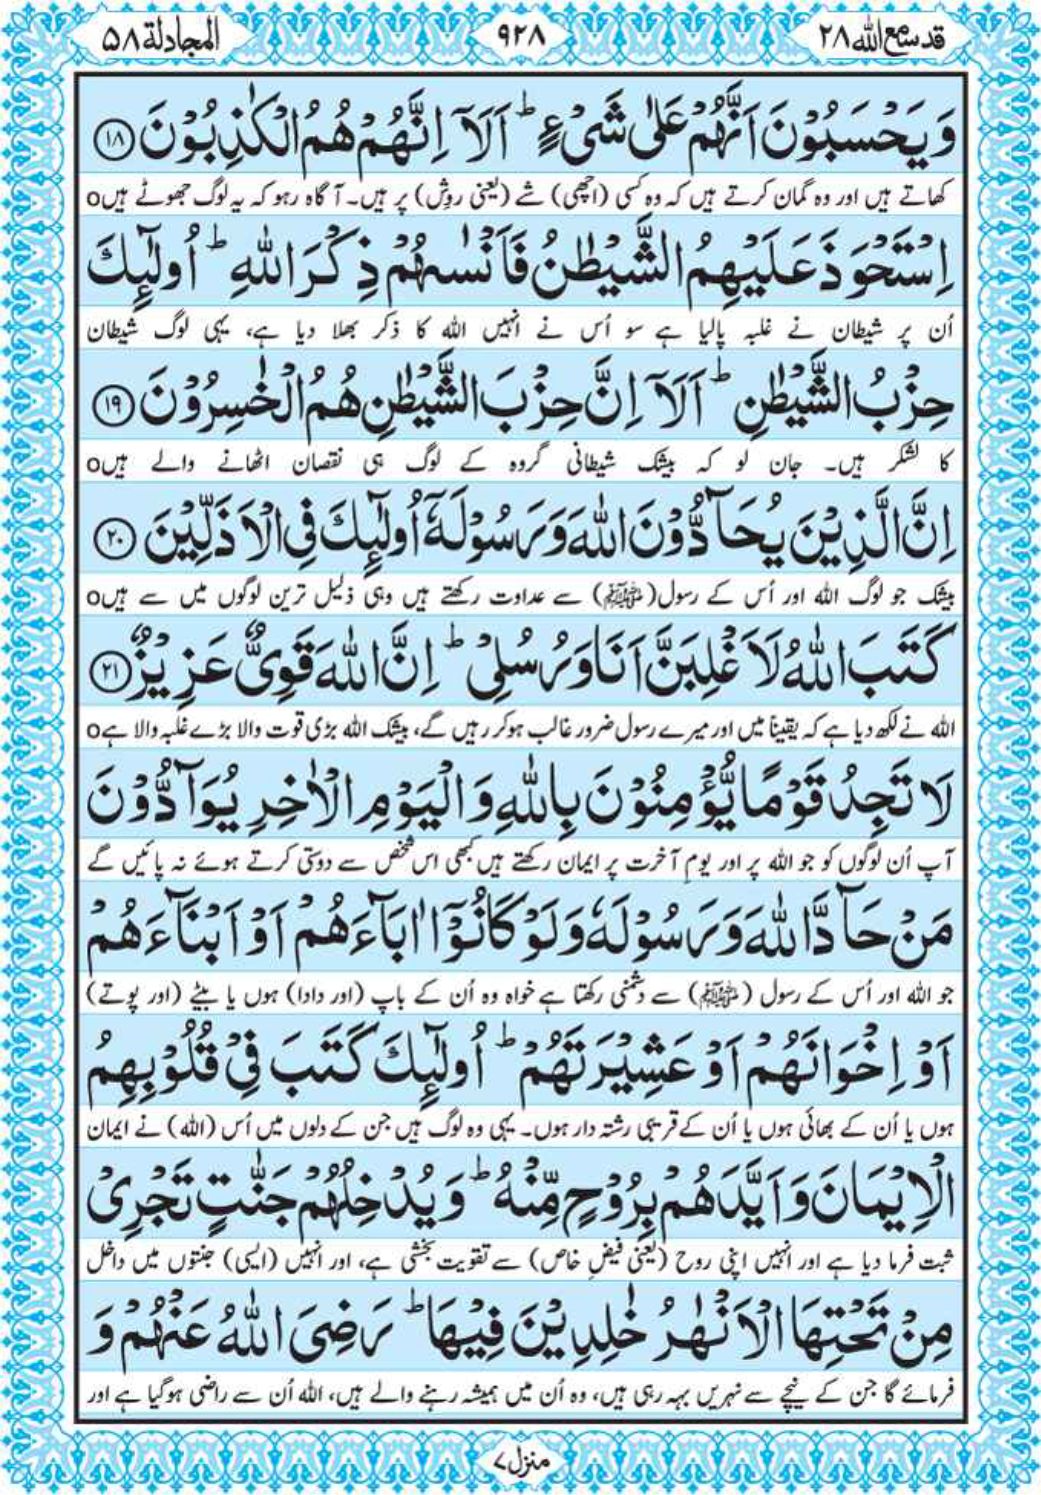 قد سمع الله ٢٨
٩٢٨
المجادلة ٥٨
وَيَحْسَبُوْنَ اَنَّهُمْ عَلٰى شَىْءٍ ؕ اَلَاۤ اِنَّهُمْ هُمُ الْكٰذِبُوْنَ ﴿۱۸﴾
کھاتے ہیں اور وہ گمان کرتے ہیں کہ وہ کسی (اچھی) شے (یعنی روِش) پر ہیں۔ آگاہ رہو کہ یہ لوگ جھوٹے ہیںo
اِسْتَحْوَذَ عَلَيْهِمُ الشَّيْطٰنُ فَاَنْسٰىهُمْ ذِكْرَ اللّٰهِ ؕ اُولٰٓئِكَ
اُن پر شیطان نے غلبہ پالیا ہے سو اُس نے انہیں اللہ کا ذکر بھلا دیا ہے، یہی لوگ شیطان
حِزْبُ الشَّيْطٰنِ ؕ اَلَاۤ اِنَّ حِزْبَ الشَّيْطٰنِ هُمُ الْخٰسِرُوْنَ ﴿۱۹﴾
کا لشکر ہیں۔ جان لو کہ بیشک شیطانی گروہ کے لوگ ہی نقصان اٹھانے والے ہیںo
اِنَّ الَّذِيْنَ يُحَآدُّوْنَ اللّٰهَ وَرَسُوْلَهٗۤ اُولٰٓئِكَ فِى الْاَذَلِّيْنَ ﴿۲۰﴾
بیشک جو لوگ اللہ اور اُس کے رسول(ﷺ) سے عداوت رکھتے ہیں وہی ذلیل ترین لوگوں میں سے ہیںo
كَتَبَ اللّٰهُ لَاَغْلِبَنَّ اَنَا وَرُسُلِىْ ؕ اِنَّ اللّٰهَ قَوِىٌّ عَزِيْزٌ ﴿۲۱﴾
اللہ نے لکھ دیا ہے کہ یقیناً میں اور میرے رسول ضرور غالب ہوکر رہیں گے، بیشک اللہ بڑی قوت والا بڑے غلبہ والا ہےo
لَا تَجِدُ قَوْمًا يُّؤْمِنُوْنَ بِاللّٰهِ وَالْيَوْمِ الْاٰخِرِ يُوَآدُّوْنَ
آپ اُن لوگوں کو جو اللہ پر اور یومِ آخرت پر ایمان رکھتے ہیں کبھی اس شخص سے دوستی کرتے ہوئے نہ پائیں گے
مَنْ حَآدَّ اللّٰهَ وَرَسُوْلَهٗ وَلَوْ كَانُوْۤا اٰبَآءَهُمْ اَوْ اَبْنَآءَهُمْ
جو اللہ اور اُس کے رسول (ﷺ) سے دشمنی رکھتا ہے خواہ وہ اُن کے باپ (اور دادا) ہوں یا بیٹے (اور پوتے)
اَوْ اِخْوَانَهُمْ اَوْ عَشِيْرَتَهُمْ ؕ اُولٰٓئِكَ كَتَبَ فِىْ قُلُوْبِهِمُ
ہوں یا اُن کے بھائی ہوں یا اُن کے قریبی رشتہ دار ہوں۔ یہی وہ لوگ ہیں جن کے دلوں میں اُس (اللہ) نے ایمان
الْاِيْمَانَ وَاَيَّدَهُمْ بِرُوْحٍ مِّنْهُ ؕ وَيُدْخِلُهُمْ جَنّٰتٍ تَجْرِىْ
ثبت فرما دیا ہے اور انہیں اپنی روح (یعنی فیضِ خاص) سے تقویت بخشی ہے، اور انہیں (ایسی) جنتوں میں داخل
مِنْ تَحْتِهَا الْاَنْهٰرُ خٰلِدِيْنَ فِيْهَا ؕ رَضِىَ اللّٰهُ عَنْهُمْ وَ
فرمائے گا جن کے نیچے سے نہریں بہہ رہی ہیں، وہ اُن میں ہمیشہ رہنے والے ہیں، اللہ اُن سے راضی ہوگیا ہے اور
منزل ۷